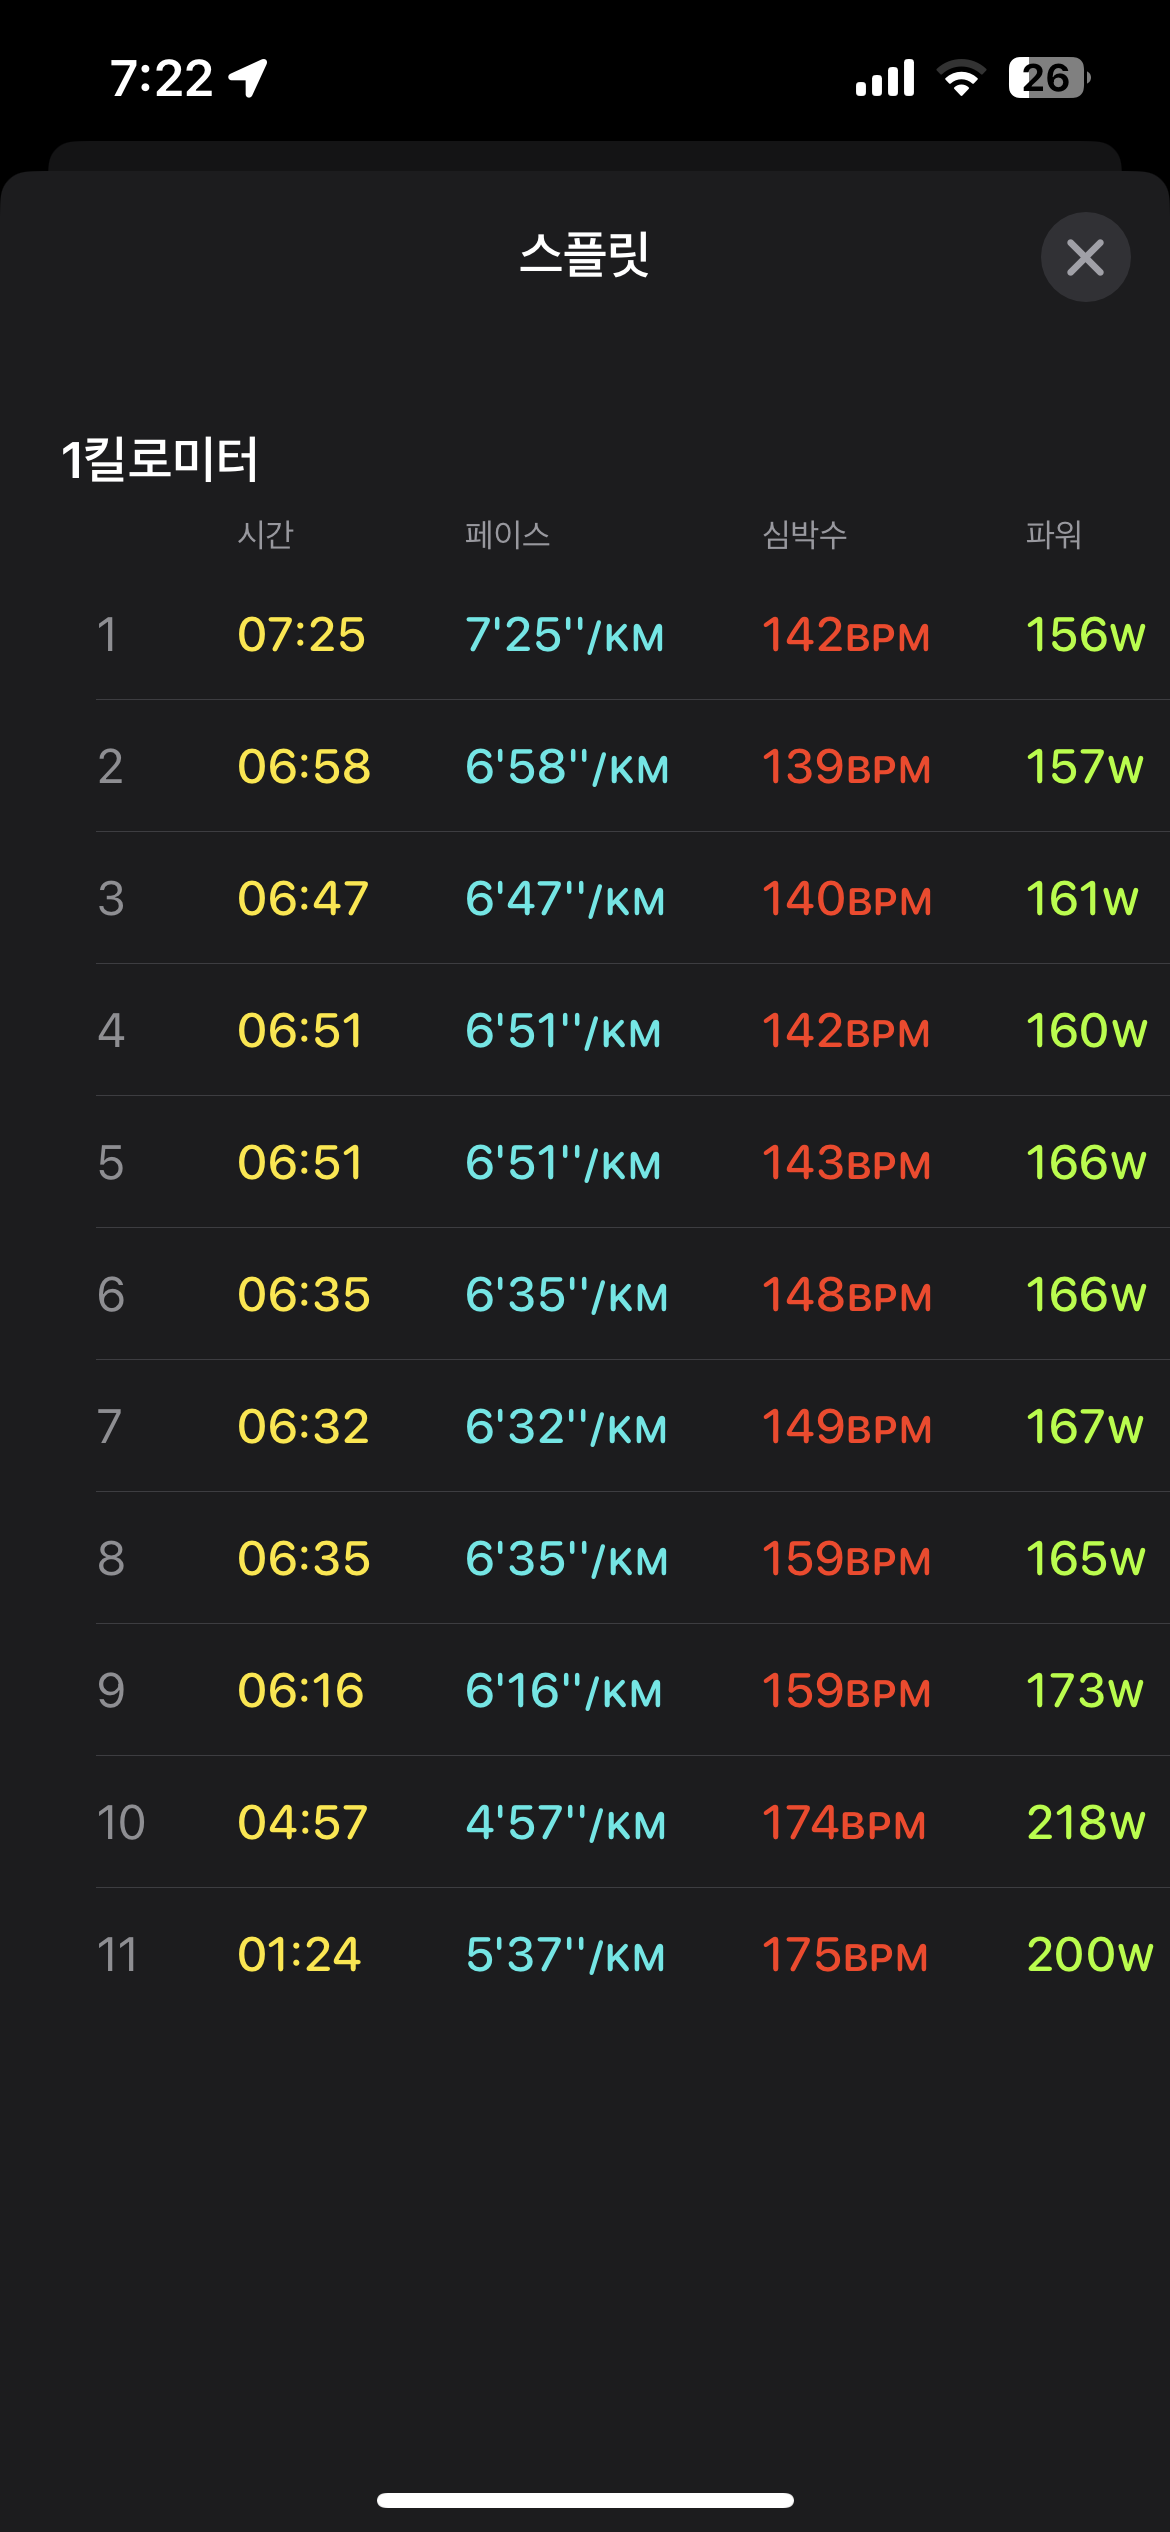 7:22
26
스플릿
1킬로미터
시간 페이스 심박수 파워
1 07:25 7'25''/KM 142BPM 156W
2 06:58 6'58''/KM 139BPM 157W
3 06:47 6'47''/KM 140BPM 161W
4 06:51 6'51''/KM 142BPM 160W
5 06:51 6'51''/KM 143BPM 166W
6 06:35 6'35''/KM 148BPM 166W
7 06:32 6'32''/KM 149BPM 167W
8 06:35 6'35''/KM 159BPM 165W
9 06:16 6'16''/KM 159BPM 173W
10 04:57 4'57''/KM 174BPM 218W
11 01:24 5'37''/KM 175BPM 200W